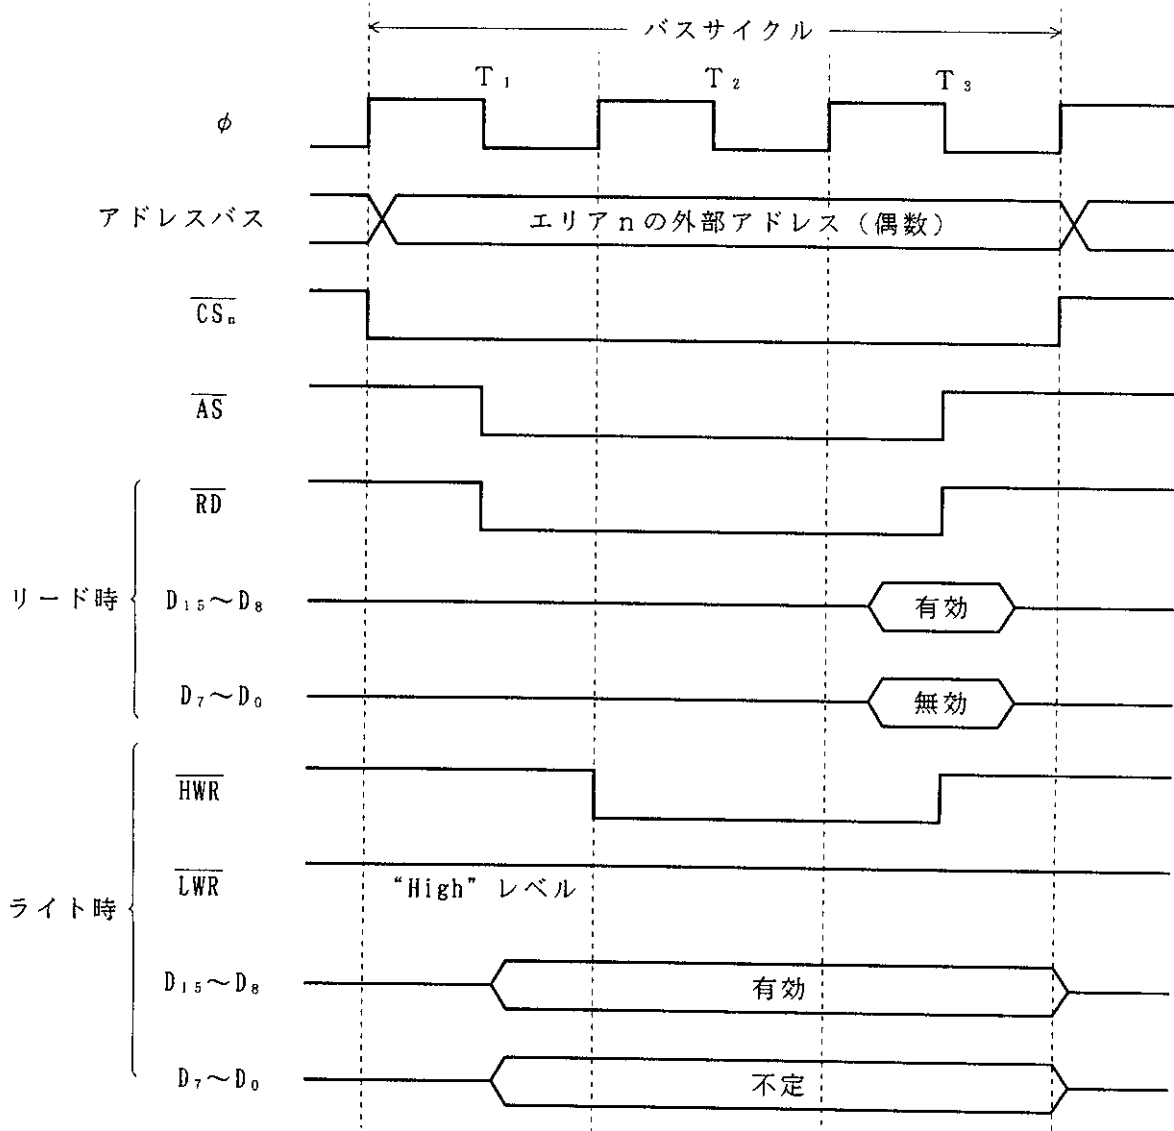 バスサイクル
T₁ T₂ T₃
φ
アドレスバス エリアnの外部アドレス（偶数）
CSₙ
AS
RD
リード時 D₁₅～D₈ 有効
D₇～D₀ 無効
HWR
LWR “High”レベル
ライト時
D₁₅～D₈ 有効
D₇～D₀ 不定